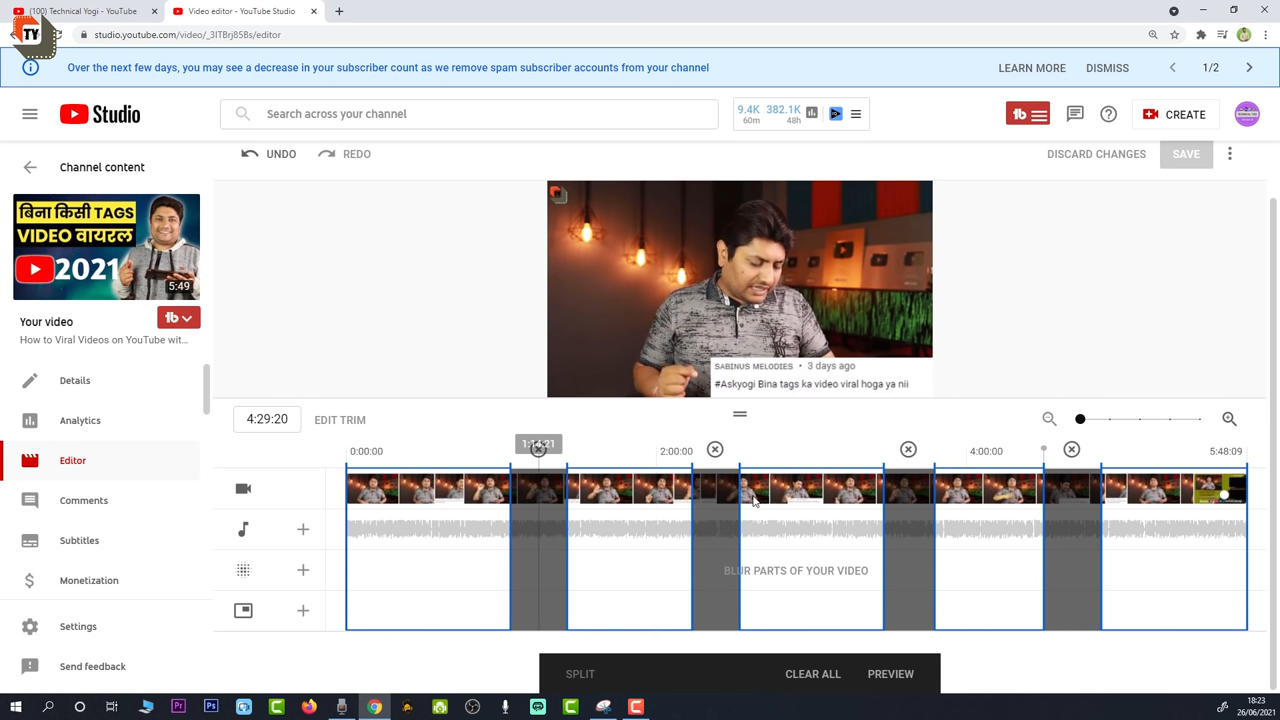 (100) Technical Yogi - YouTube
Video editor - YouTube Studio
TY
studio.youtube.com/video/_3ITBrj85Bs/editor
Over the next few days, you may see a decrease in your subscriber count as we remove spam subscriber accounts from your channel
LEARN MORE
DISMISS
1/2
Studio
Search across your channel
9.4K 382.1K
60m 48h
CREATE
Channel content
UNDO
REDO
DISCARD CHANGES
SAVE
बिना किसी TAGS
VIDEO वायरल
2021
5:49
Your video
How to Viral Videos on YouTube wit...
SABINUS MELODIES • 3 days ago
#Askyogi Bina tags ka video viral hoga ya nii
Details
Analytics
Editor
Comments
Subtitles
Monetization
Settings
Send feedback
4:29:20
EDIT TRIM
0:00:00
2:00:00
4:00:00
5:48:09
BLUR PARTS OF YOUR VIDEO
SPLIT
CLEAR ALL
PREVIEW
18:23
26/06/2021